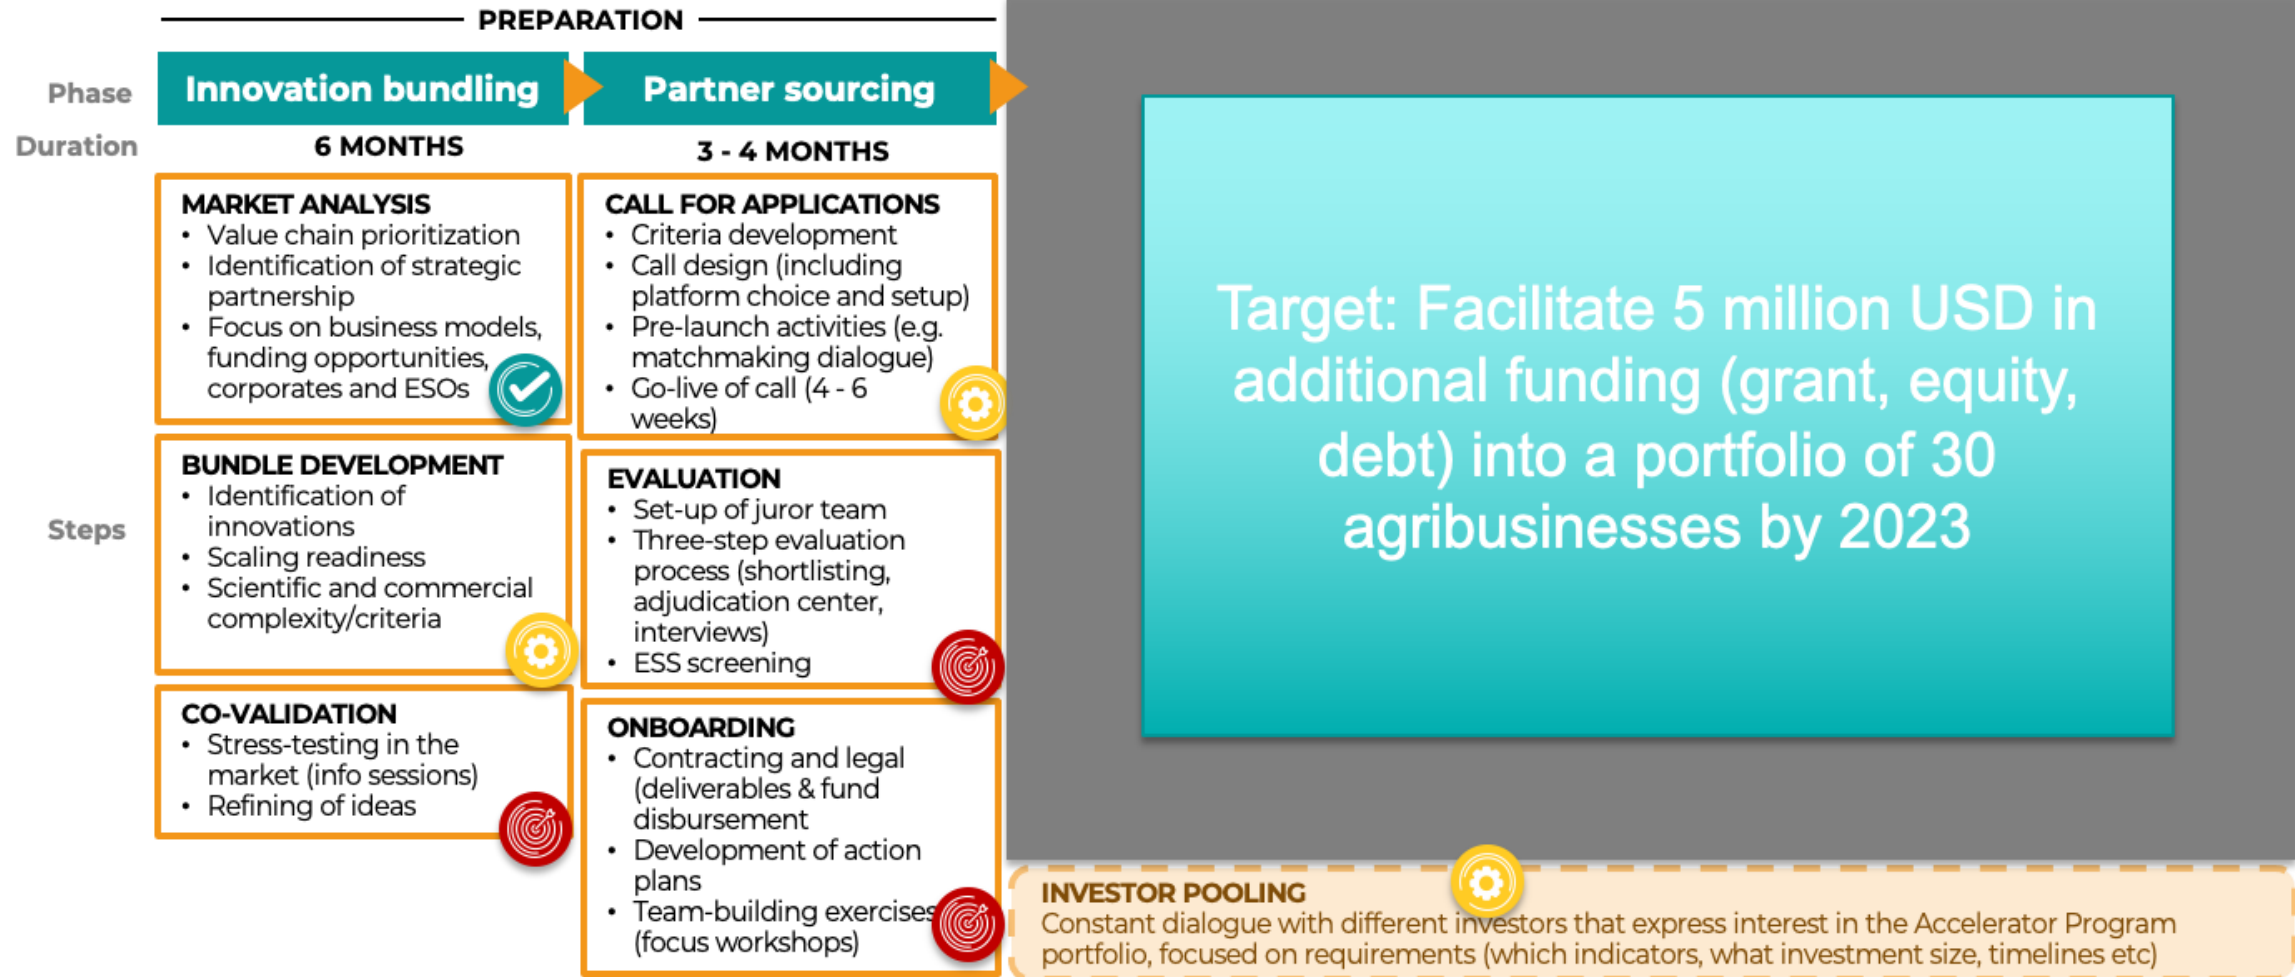 PREPARATION
Phase
Innovation bundling
Partner sourcing
Duration
6 MONTHS
3 - 4 MONTHS
Steps
MARKET ANALYSIS
• Value chain prioritization
• Identification of strategic
partnership
• Focus on business models,
funding opportunities,
corporates and ESOs
BUNDLE DEVELOPMENT
• Identification of
innovations
• Scaling readiness
• Scientific and commercial
complexity/criteria
CO-VALIDATION
• Stress-testing in the
market (info sessions)
• Refining of ideas
CALL FOR APPLICATIONS
• Criteria development
• Call design (including
platform choice and setup)
• Pre-launch activities (e.g.
matchmaking dialogue)
• Go-live of call (4 - 6
weeks)
EVALUATION
• Set-up of juror team
• Three-step evaluation
process (shortlisting,
adjudication center,
interviews)
• ESS screening
ONBOARDING
• Contracting and legal
(deliverables & fund
disbursement
• Development of action
plans
• Team-building exercises
(focus workshops)
Target: Facilitate 5 million USD in
additional funding (grant, equity,
debt) into a portfolio of 30
agribusinesses by 2023
INVESTOR POOLING
Constant dialogue with different investors that express interest in the Accelerator Program
portfolio, focused on requirements (which indicators, what investment size, timelines etc)